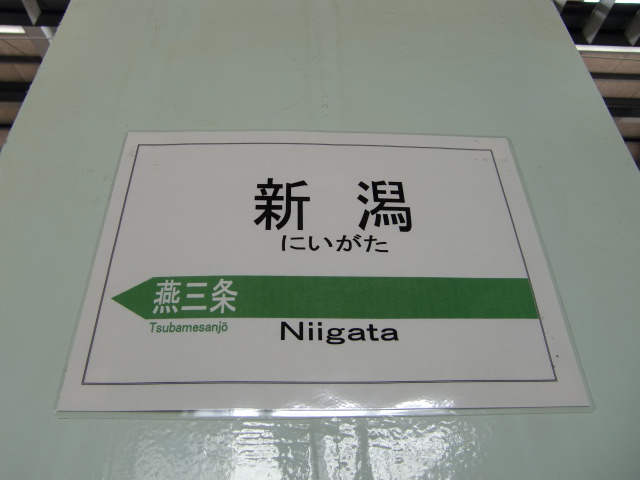 新 潟
にいがた
燕三条
Tsubamesanjō
Niigata